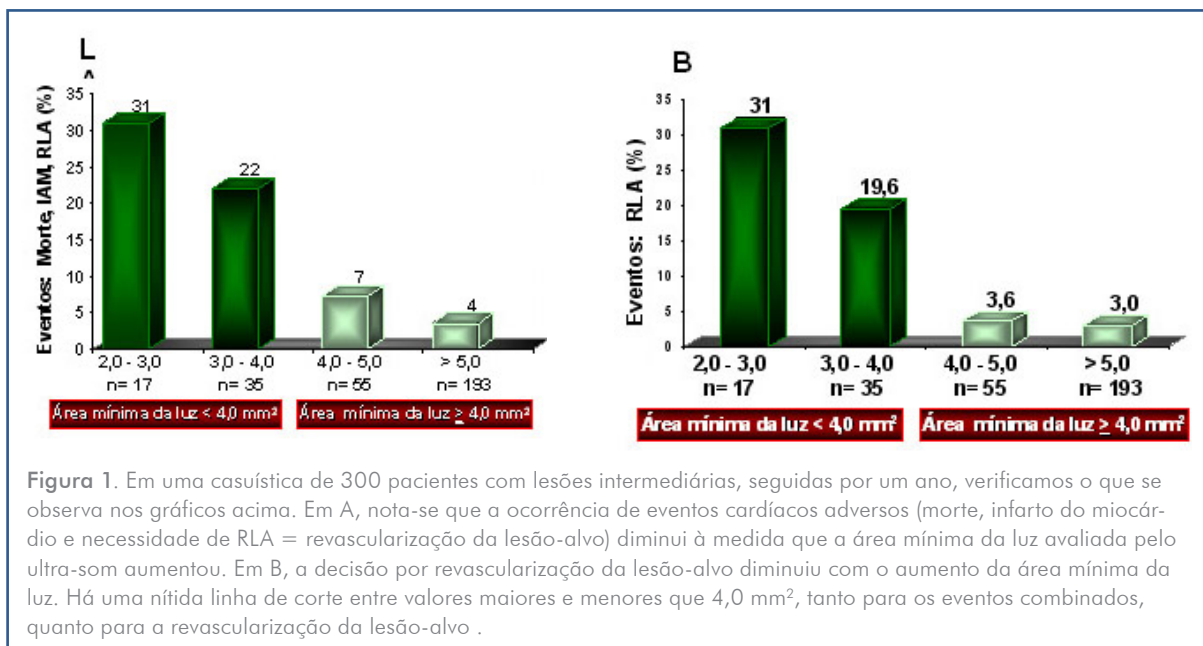 L
^
Eventos: Morte, IAM, RLA (%)
35
30
25
20
15
10
5
0
31
22
7
4
2,0 - 3,0
3,0 - 4,0
4,0 - 5,0
> 5,0
n= 17
n= 35
n= 55
n= 193
Área mínima da luz < 4,0 mm²
Área mínima da luz ≥ 4,0 mm²
B
Eventos: RLA (%)
35
30
25
20
15
10
5
0
31
19,6
3,6
3,0
2,0 - 3,0
3,0 - 4,0
4,0 - 5,0
> 5,0
n= 17
n= 35
n= 55
n= 193
Área mínima da luz < 4,0 mm²
Área mínima da luz ≥ 4,0 mm²
Figura 1. Em uma casuística de 300 pacientes com lesões intermediárias, seguidas por um ano, verificamos o que se
observa nos gráficos acima. Em A, nota-se que a ocorrência de eventos cardíacos adversos (morte, infarto do miocár-
dio e necessidade de RLA = revascularização da lesão-alvo) diminui à medida que a área mínima da luz avaliada pelo
ultra-som aumentou. Em B, a decisão por revascularização da lesão-alvo diminuiu com o aumento da área mínima da
luz. Há uma nítida linha de corte entre valores maiores e menores que 4,0 mm², tanto para os eventos combinados,
quanto para a revascularização da lesão-alvo .